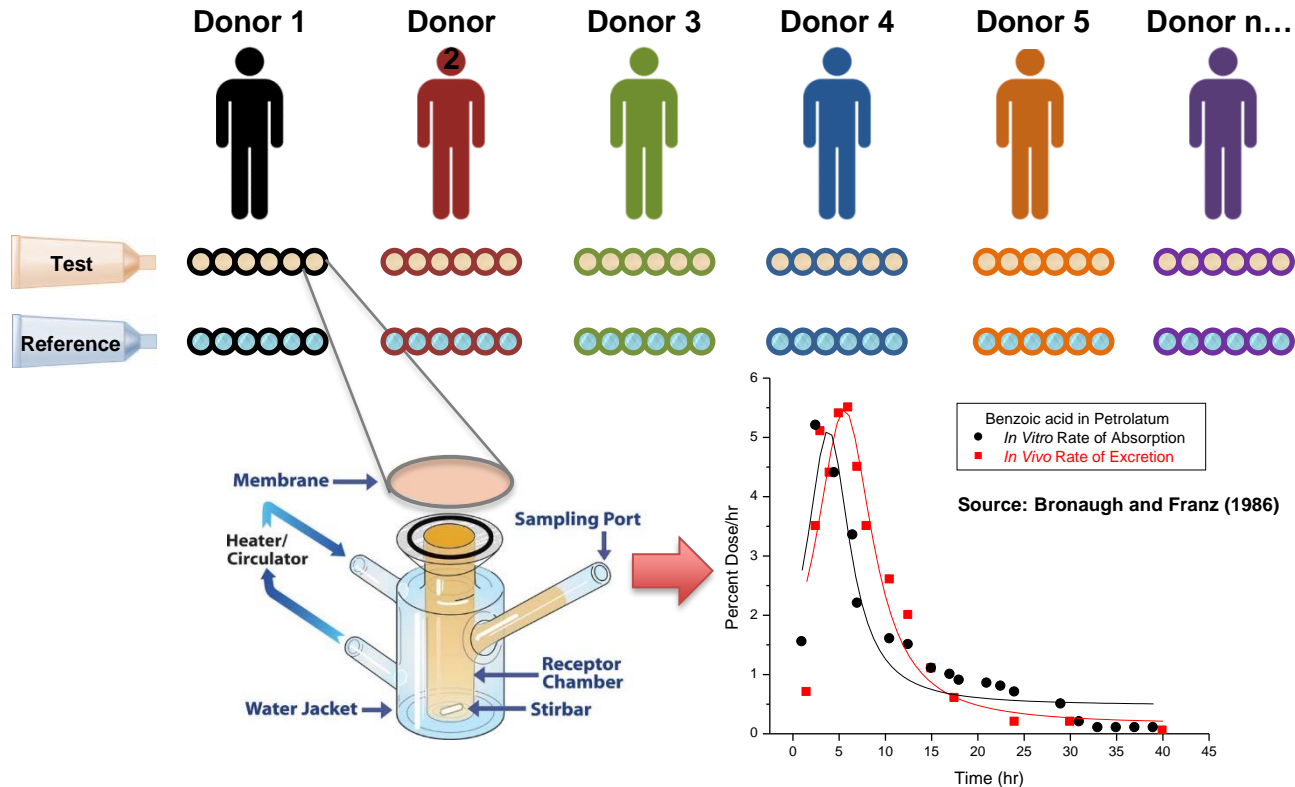 Donor 1
Donor
2
Donor 3
Donor 4
Donor 5
Donor n…
Test
Reference
Membrane
Heater/
Circulator
Sampling Port
Receptor
Chamber
Water Jacket
Stirbar
6
5
4
3
2
1
0
Percent Dose/hr
0 5 10 15 20 25 30 35 40 45
Time (hr)
Benzoic acid in Petrolatum
In Vitro Rate of Absorption
In Vivo Rate of Excretion
Source: Bronaugh and Franz (1986)